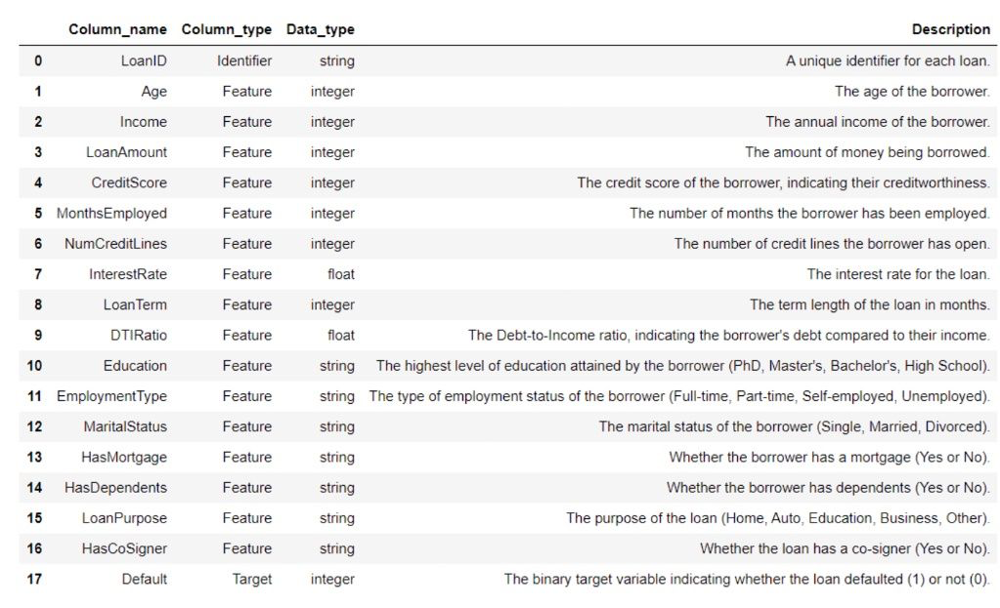 Column_name Column_type Data_type Description
0 LoanID Identifier string A unique identifier for each loan.
1 Age Feature integer The age of the borrower.
2 Income Feature integer The annual income of the borrower.
3 LoanAmount Feature integer The amount of money being borrowed.
4 CreditScore Feature integer The credit score of the borrower, indicating their creditworthiness.
5 MonthsEmployed Feature integer The number of months the borrower has been employed.
6 NumCreditLines Feature integer The number of credit lines the borrower has open.
7 InterestRate Feature float The interest rate for the loan.
8 LoanTerm Feature integer The term length of the loan in months.
9 DTIRatio Feature float The Debt-to-Income ratio, indicating the borrower's debt compared to their income.
10 Education Feature string The highest level of education attained by the borrower (PhD, Master's, Bachelor's, High School).
11 EmploymentType Feature string The type of employment status of the borrower (Full-time, Part-time, Self-employed, Unemployed).
12 MaritalStatus Feature string The marital status of the borrower (Single, Married, Divorced).
13 HasMortgage Feature string Whether the borrower has a mortgage (Yes or No).
14 HasDependents Feature string Whether the borrower has dependents (Yes or No).
15 LoanPurpose Feature string The purpose of the loan (Home, Auto, Education, Business, Other).
16 HasCoSigner Feature string Whether the loan has a co-signer (Yes or No).
17 Default Target integer The binary target variable indicating whether the loan defaulted (1) or not (0).